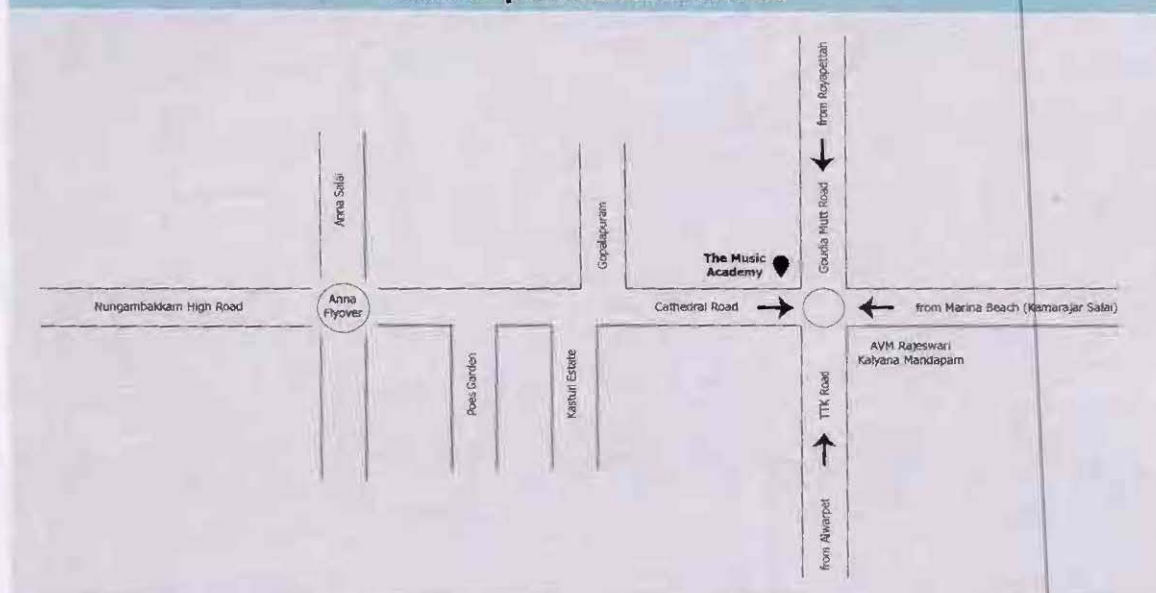 from Royapettah
Goudia Mutt Road
Anna Salai
Gopalapuram
The Music
Academy
Nungambakkam High Road
Anna
Flyover
Cathedral Road
from Marina Beach (Kamarajar Salai)
AVM Rajeswari
Kalyana Mandapam
Poes Garden
Kasturi Estate
TTK Road
from Alwarpet